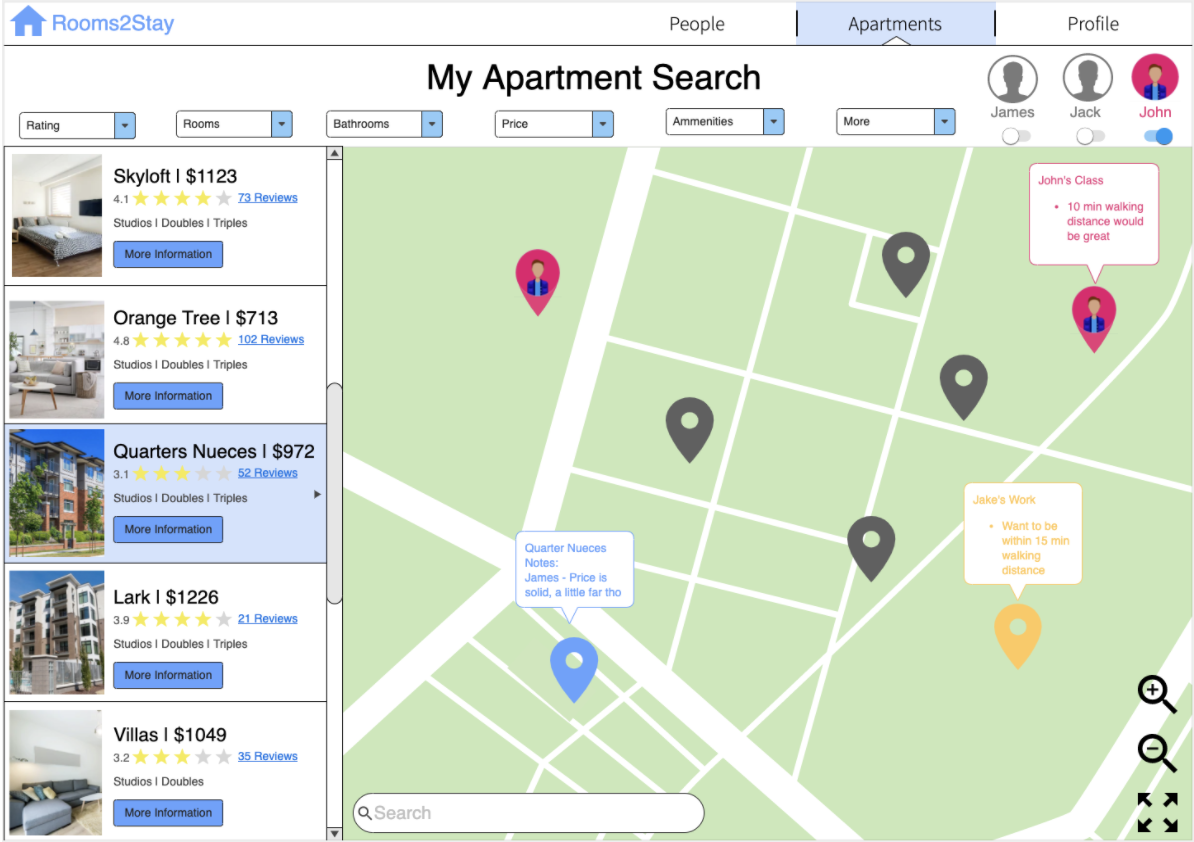 Rooms2Stay
People
Apartments
Profile
My Apartment Search
James
Jack
John
Rating
Rooms
Bathrooms
Price
Ammenities
More
Skyloft | $1123
4.1
73 Reviews
Studios | Doubles | Triples
More Information
Orange Tree | $713
4.8
102 Reviews
Studios | Doubles | Triples
More Information
Quarters Nueces | $972
3.1
52 Reviews
Studios | Doubles | Triples
More Information
Lark | $1226
3.9
21 Reviews
Studios | Doubles | Triples
More Information
Villas | $1049
3.2
35 Reviews
Studios | Doubles
More Information
John's Class
• 10 min walking
distance would
be great
Jake's Work
• Want to be
within 15 min
walking
distance
Quarter Nueces
Notes:
James - Price is
solid, a little far tho
Search